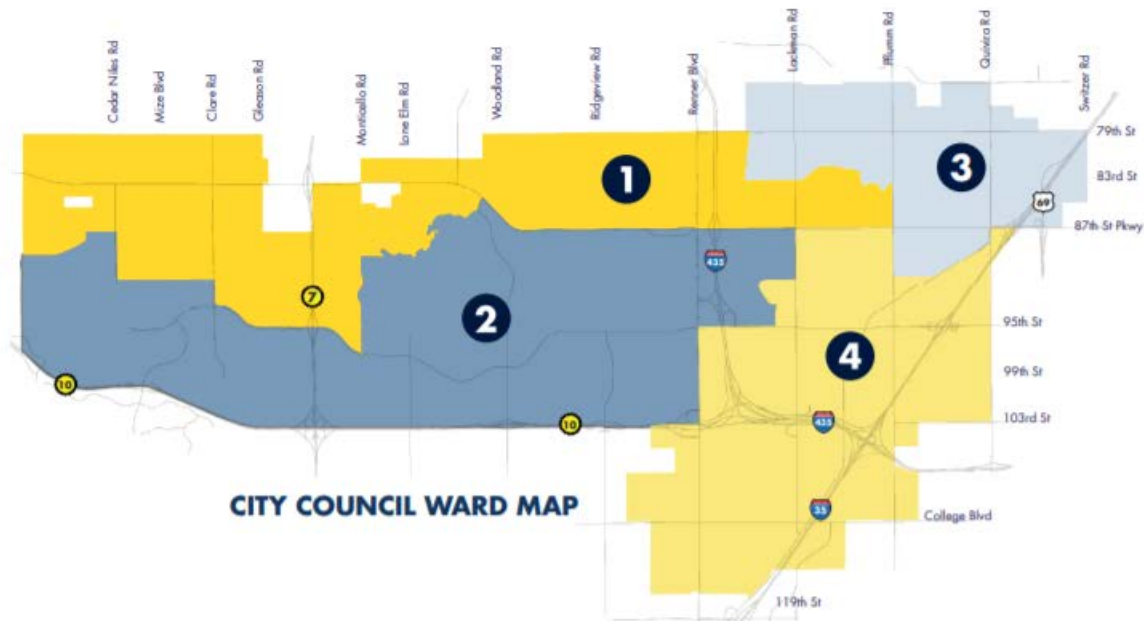 Cedar Niles Rd
Mize Blvd
Clare Rd
Gleason Rd
Monticello Rd
Lone Elm Rd
Woodland Rd
Ridgeview Rd
Renner Blvd
Lackman Rd
Pflumm Rd
Quivira Rd
Switzer Rd
79th St
1
3
83rd St
69
87th St Pkwy
435
7
2
95th St
4
99th St
10
10
435
103rd St
CITY COUNCIL WARD MAP
35
College Blvd
119th St